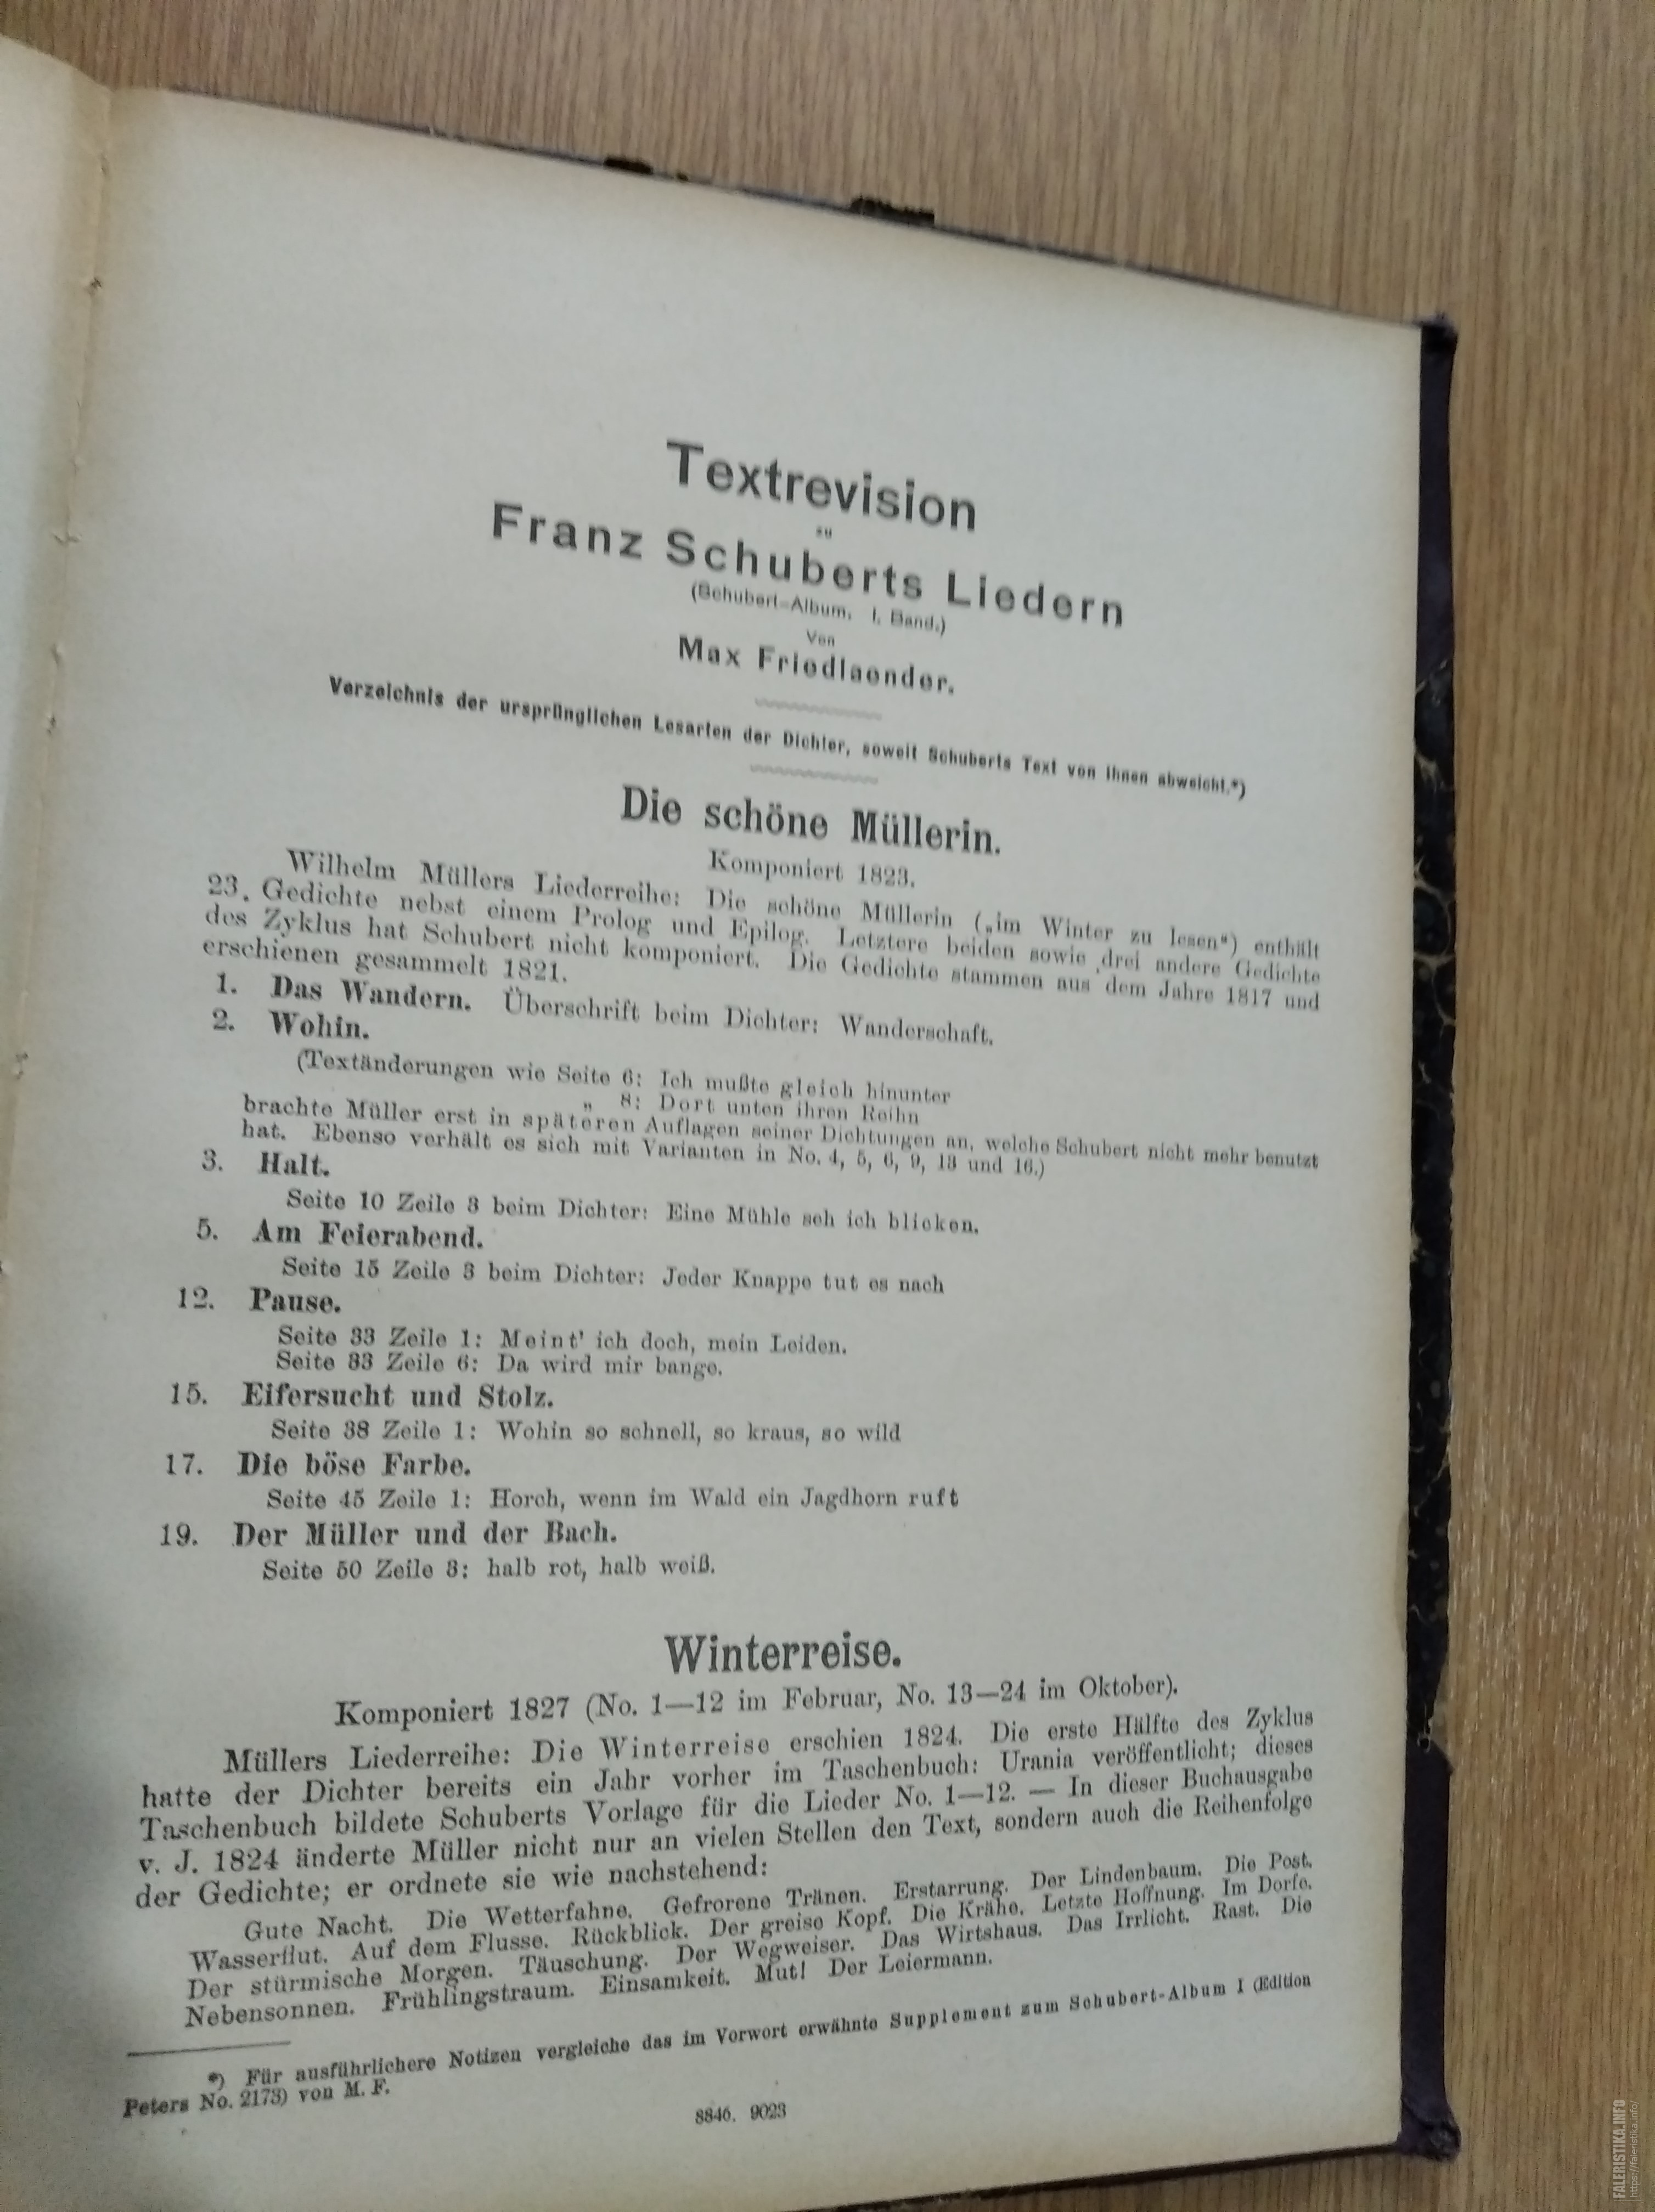 Textrevision
zu
Franz Schuberts Liedern
(Schubert-Album. I. Band.)
Von
Max Friedlaender.
Verzeichnis der ursprünglichen Lesarten der Dichter, soweit Schuberts Text von ihnen abweicht.*)
Die schöne Müllerin.
Komponiert 1823.
Wilhelm Müllers Liederreihe: Die schöne Müllerin („im Winter zu lesen“) enthält
23 Gedichte nebst einem Prolog und Epilog. Letztere beiden sowie drei andere Gedichte
des Zyklus hat Schubert nicht komponiert. Die Gedichte stammen aus dem Jahre 1817 und
erschienen gesammelt 1821.
1. Das Wandern. Überschrift beim Dichter: Wanderschaft.
2. Wohin.
(Textänderungen wie Seite 6: Ich mußte gleich hinunter
„ 8: Dort unten ihren Reihn
brachte Müller erst in späteren Auflagen seiner Dichtungen an, welche Schubert nicht mehr benutzt
hat. Ebenso verhält es sich mit Varianten in No. 4, 5, 6, 9, 13 und 16.)
3. Halt.
Seite 10 Zeile 3 beim Dichter: Eine Mühle seh ich blicken.
5. Am Feierabend.
Seite 15 Zeile 3 beim Dichter: Jeder Knappe tut es nach
12. Pause.
Seite 33 Zeile 1: Meint' ich doch, mein Leiden.
Seite 33 Zeile 6: Da wird mir bange.
15. Eifersucht und Stolz.
Seite 38 Zeile 1: Wohin so schnell, so kraus, so wild
17. Die böse Farbe.
Seite 45 Zeile 1: Horch, wenn im Wald ein Jagdhorn ruft
19. Der Müller und der Bach.
Seite 50 Zeile 3: halb rot, halb weiß.
Winterreise.
Komponiert 1827 (No. 1—12 im Februar, No. 13—24 im Oktober).
Müllers Liederreihe: Die Winterreise erschien 1824. Die erste Hälfte des Zyklus
hatte der Dichter bereits ein Jahr vorher im Taschenbuch: Urania veröffentlicht; dieses
Taschenbuch bildete Schuberts Vorlage für die Lieder No. 1—12. — In dieser Buchausgabe
v. J. 1824 änderte Müller nicht nur an vielen Stellen den Text, sondern auch die Reihenfolge
der Gedichte; er ordnete sie wie nachstehend:
Gute Nacht. Die Wetterfahne. Gefrorene Tränen. Erstarrung. Der Lindenbaum. Die Post.
Wasserflut. Auf dem Flusse. Rückblick. Der greise Kopf. Die Krähe. Letzte Hoffnung. Im Dorfe.
Der stürmische Morgen. Täuschung. Der Wegweiser. Das Wirtshaus. Das Irrlicht. Rast. Die
Nebensonnen. Frühlingstraum. Einsamkeit. Mut! Der Leiermann.
*) Für ausführlichere Notizen vergleiche das im Vorwort erwähnte Supplement zum Schubert-Album I (Edition
Peters No. 2173) von M. F.
8846. 9023
FALERISTIKA.INFO
https://faleristika.info/